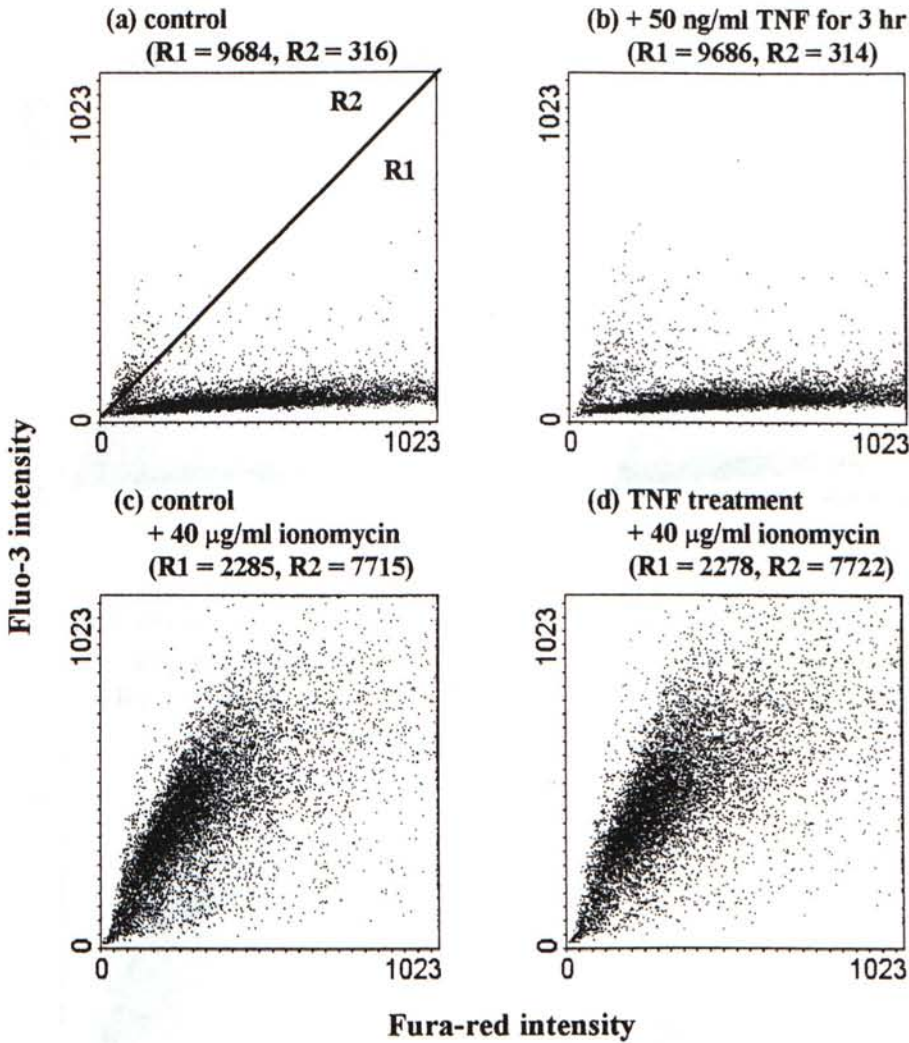 (a) control
(R1 = 9684, R2 = 316)
(b) + 50 ng/ml TNF for 3 hr
(R1 = 9686, R2 = 314)
1023
R2
R1
0
0
1023
1023
0
0
1023
(c) control
+ 40 μg/ml ionomycin
(R1 = 2285, R2 = 7715)
(d) TNF treatment
+ 40 μg/ml ionomycin
(R1 = 2278, R2 = 7722)
1023
0
0
1023
1023
0
0
1023
Fluo-3 intensity
Fura-red intensity